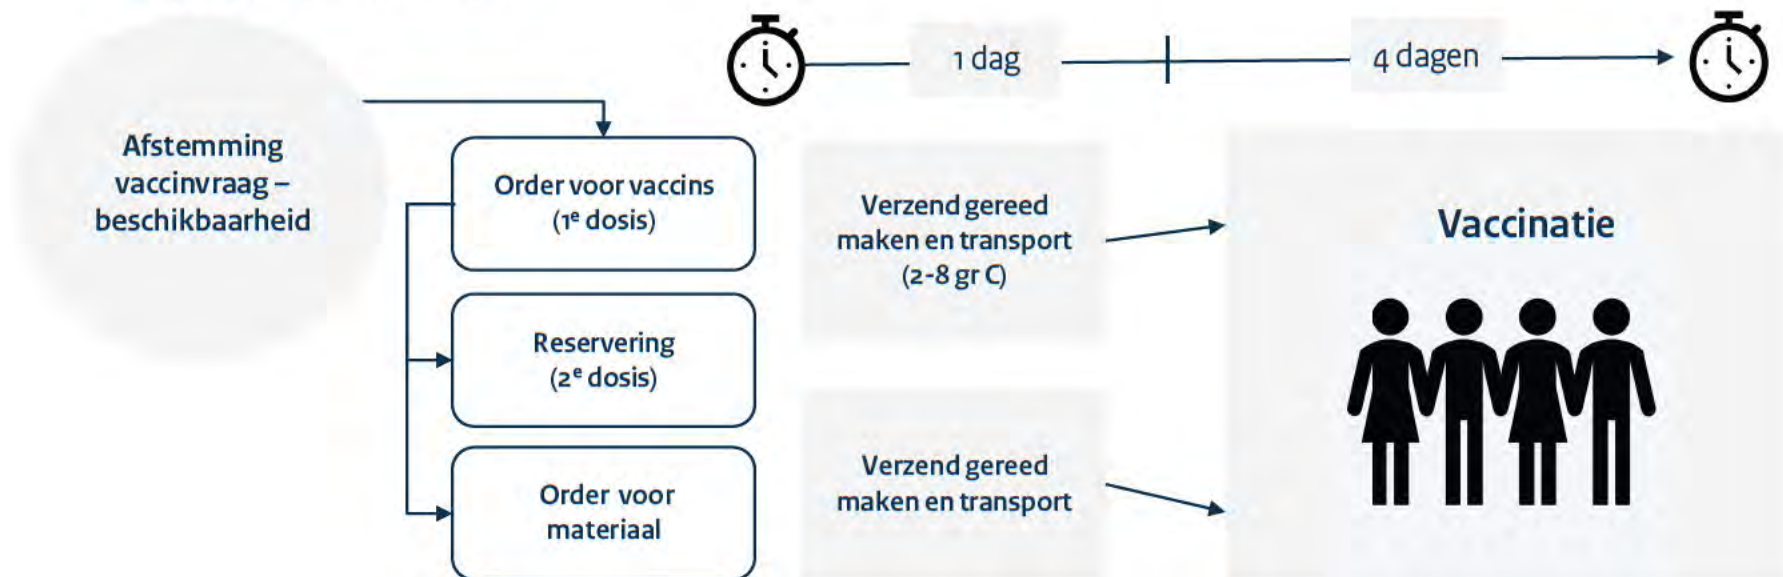 Afstemming
vaccinvraag –
beschikbaarheid
Order voor vaccins
(1e dosis)
Reservering
(2e dosis)
Order voor
materiaal
1 dag
4 dagen
Verzend gereed
maken en transport
(2-8 gr C)
Verzend gereed
maken en transport
Vaccinatie